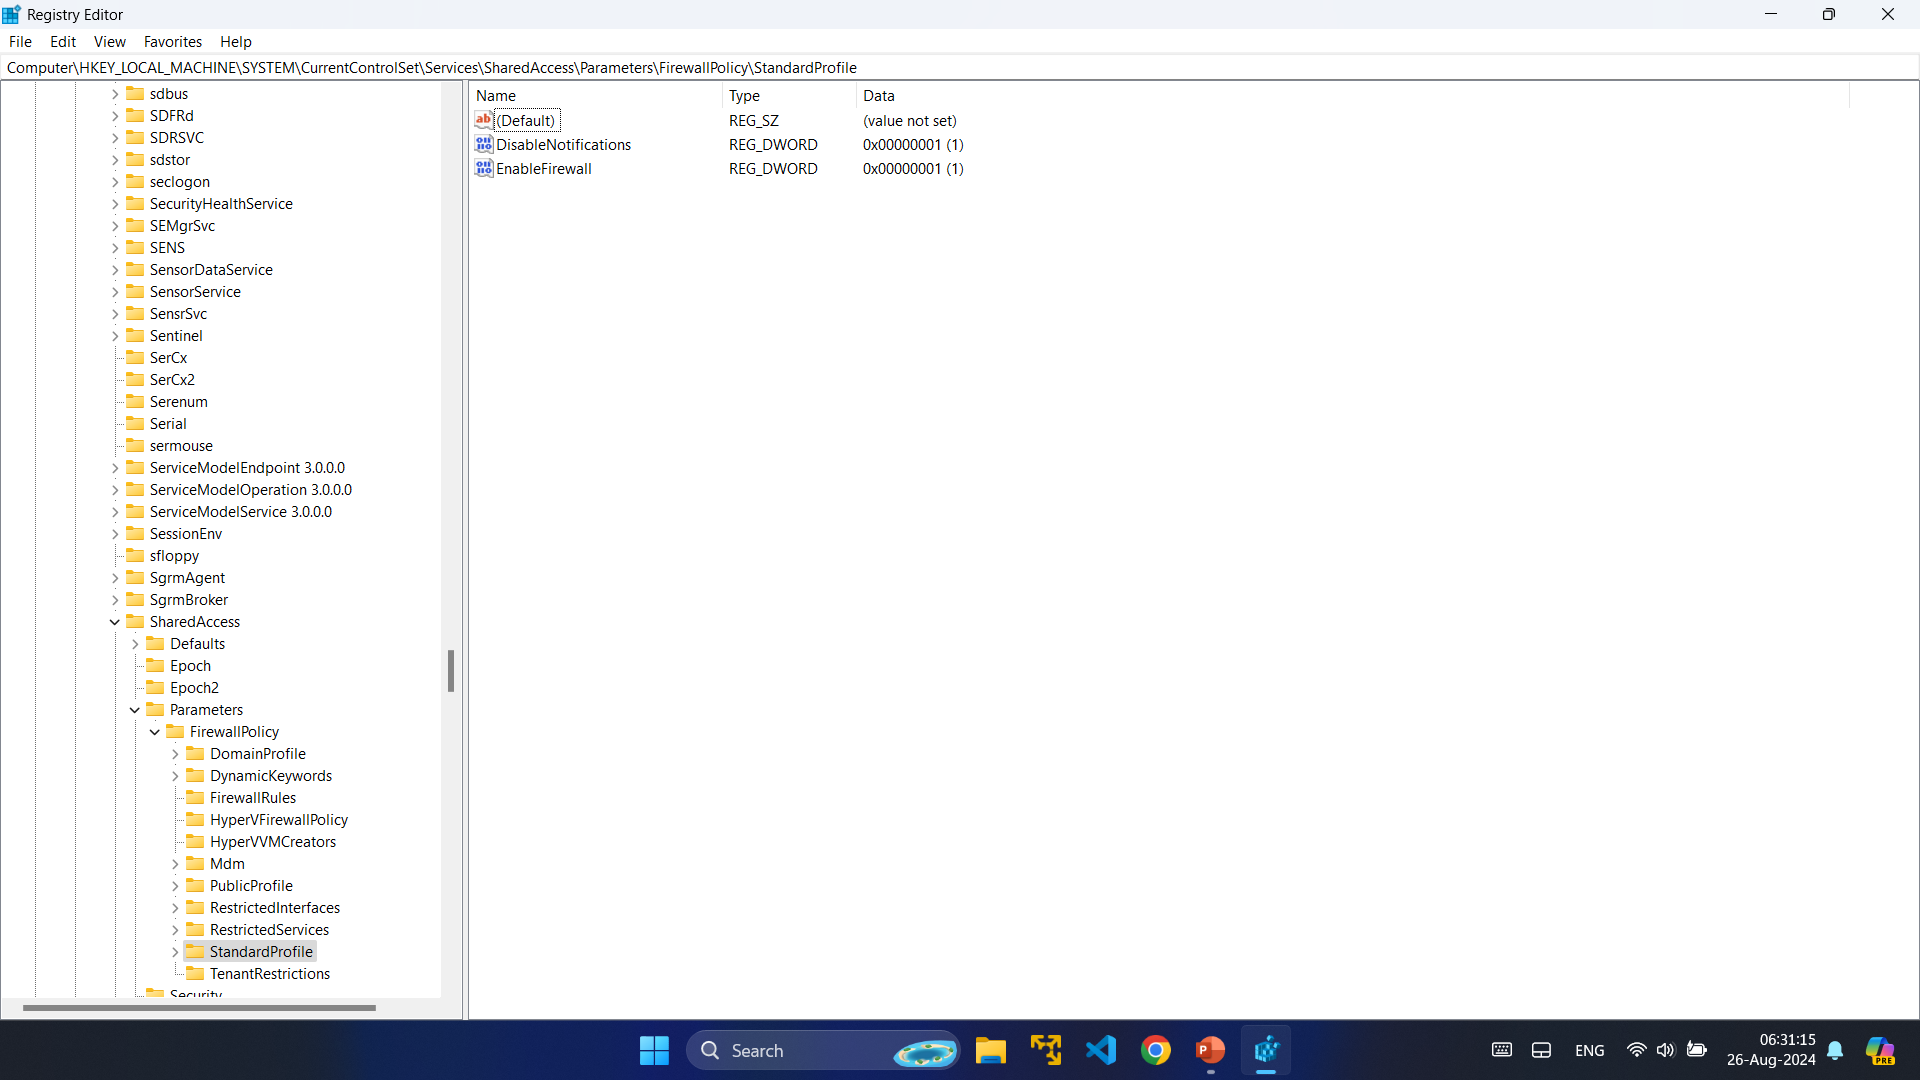 Registry Editor
File Edit View Favorites Help
Computer\HKEY_LOCAL_MACHINE\SYSTEM\CurrentControlSet\Services\SharedAccess\Parameters\FirewallPolicy\StandardProfile
sdbus
SDFRd
SDRSVC
sdstor
seclogon
SecurityHealthService
SEMgrSvc
SENS
SensorDataService
SensorService
SensrSvc
Sentinel
SerCx
SerCx2
Serenum
Serial
sermouse
ServiceModelEndpoint 3.0.0.0
ServiceModelOperation 3.0.0.0
ServiceModelService 3.0.0.0
SessionEnv
sfloppy
SgrmAgent
SgrmBroker
SharedAccess
Defaults
Epoch
Epoch2
Parameters
FirewallPolicy
DomainProfile
DynamicKeywords
FirewallRules
HyperVFirewallPolicy
HyperVVMCreators
Mdm
PublicProfile
RestrictedInterfaces
RestrictedServices
StandardProfile
TenantRestrictions
Security
Name Type Data
ab (Default) REG_SZ (value not set)
DisableNotifications REG_DWORD 0x00000001 (1)
EnableFirewall REG_DWORD 0x00000001 (1)
Search
P
ENG
06:31:15
26-Aug-2024
PRE